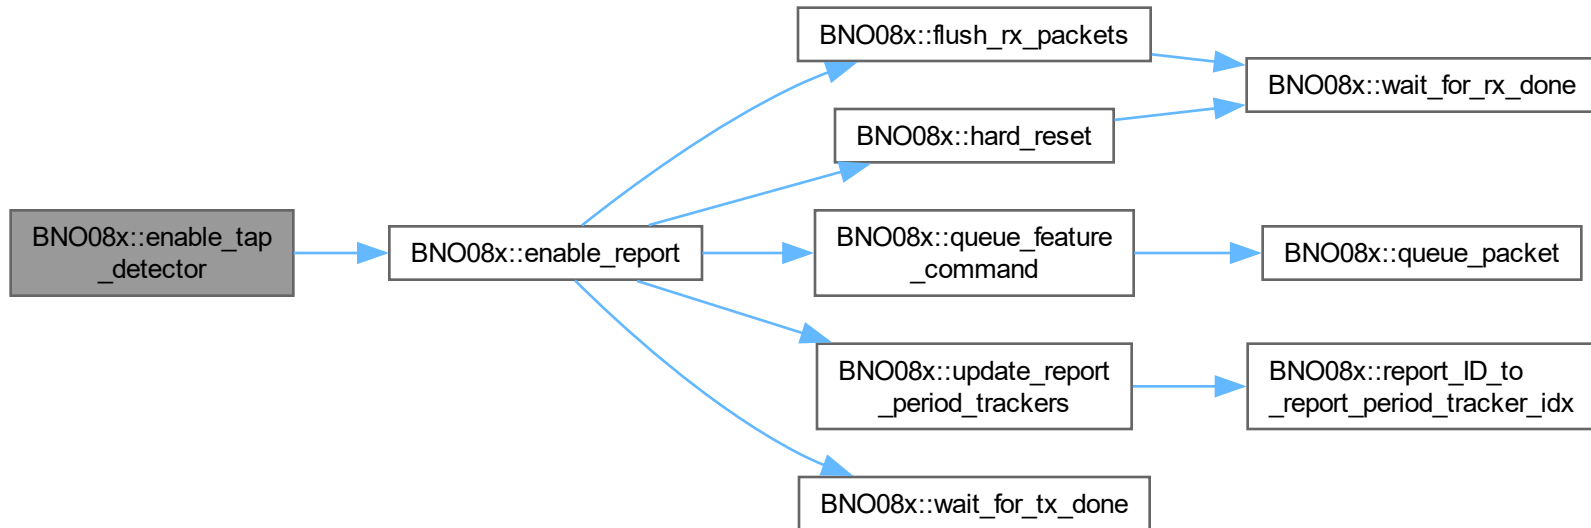 BNO08x::enable_tap
_detector
BNO08x::enable_report
BNO08x::flush_rx_packets
BNO08x::hard_reset
BNO08x::queue_feature
_command
BNO08x::update_report
_period_trackers
BNO08x::wait_for_tx_done
BNO08x::wait_for_rx_done
BNO08x::queue_packet
BNO08x::report_ID_to
_report_period_tracker_idx